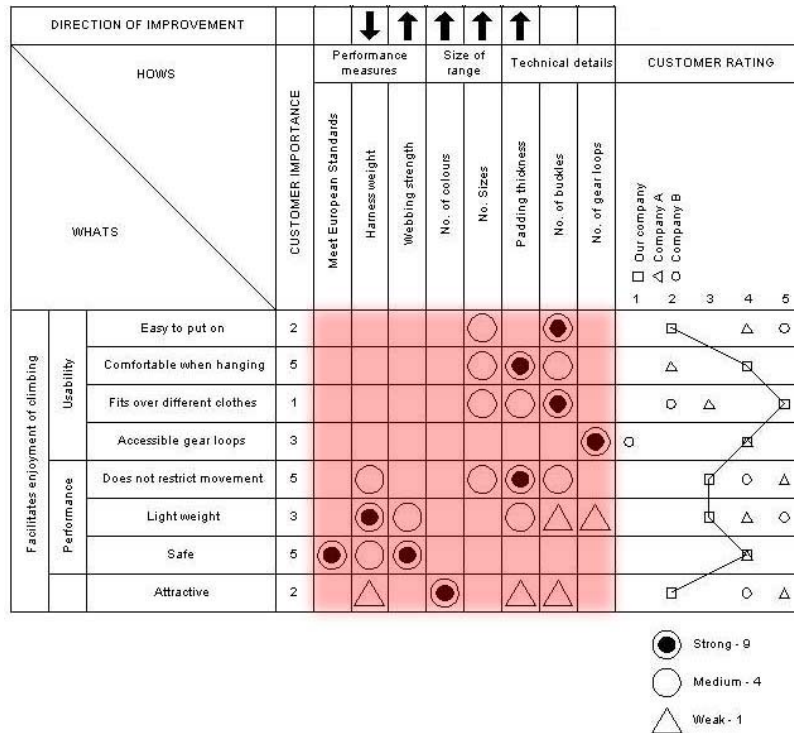 DIRECTION OF IMPROVEMENT
HOWS
WHATS
CUSTOMER IMPORTANCE
Performance
measures
Size of
range
Technical details
CUSTOMER RATING
Meet European Standards
Harness weight
Webbing strength
No. of colours
No. Sizes
Padding thickness
No. of buckles
No. of gear loops
Our company
Company A
Company B
1 2 3 4 5
Facilitates enjoyment of climbing
Usability
Easy to put on 2
Comfortable when hanging 5
Fits over different clothes 1
Accessible gear loops 3
Performance
Does not restrict movement 5
Light weight 3
Safe 5
Attractive 2
Strong - 9
Medium - 4
Weak - 1